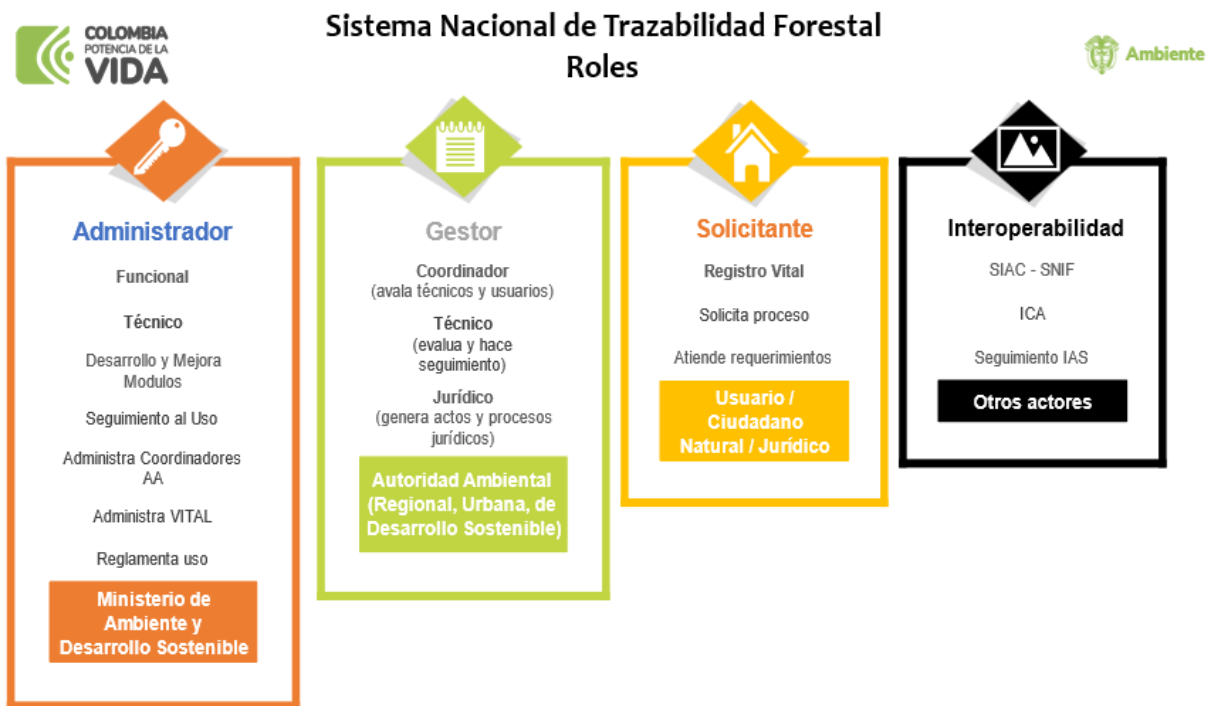 COLOMBIA
POTENCIA DE LA
VIDA
Sistema Nacional de Trazabilidad Forestal
Roles
Ambiente
Administrador
Funcional
Técnico
Desarrollo y Mejora
Modulos
Seguimiento al Uso
Administra Coordinadores
AA
Administra VITAL
Reglamenta uso
Ministerio de
Ambiente y
Desarrollo Sostenible
Gestor
Coordinador
(avala técnicos y usuarios)
Técnico
(evalua y hace
seguimiento)
Jurídico
(genera actos y procesos
jurídicos)
Autoridad Ambiental
(Regional, Urbana, de
Desarrollo Sostenible)
Solicitante
Registro Vital
Solicita proceso
Atiende requerimientos
Usuario /
Ciudadano
Natural / Jurídico
Interoperabilidad
SIAC - SNIF
ICA
Seguimiento IAS
Otros actores